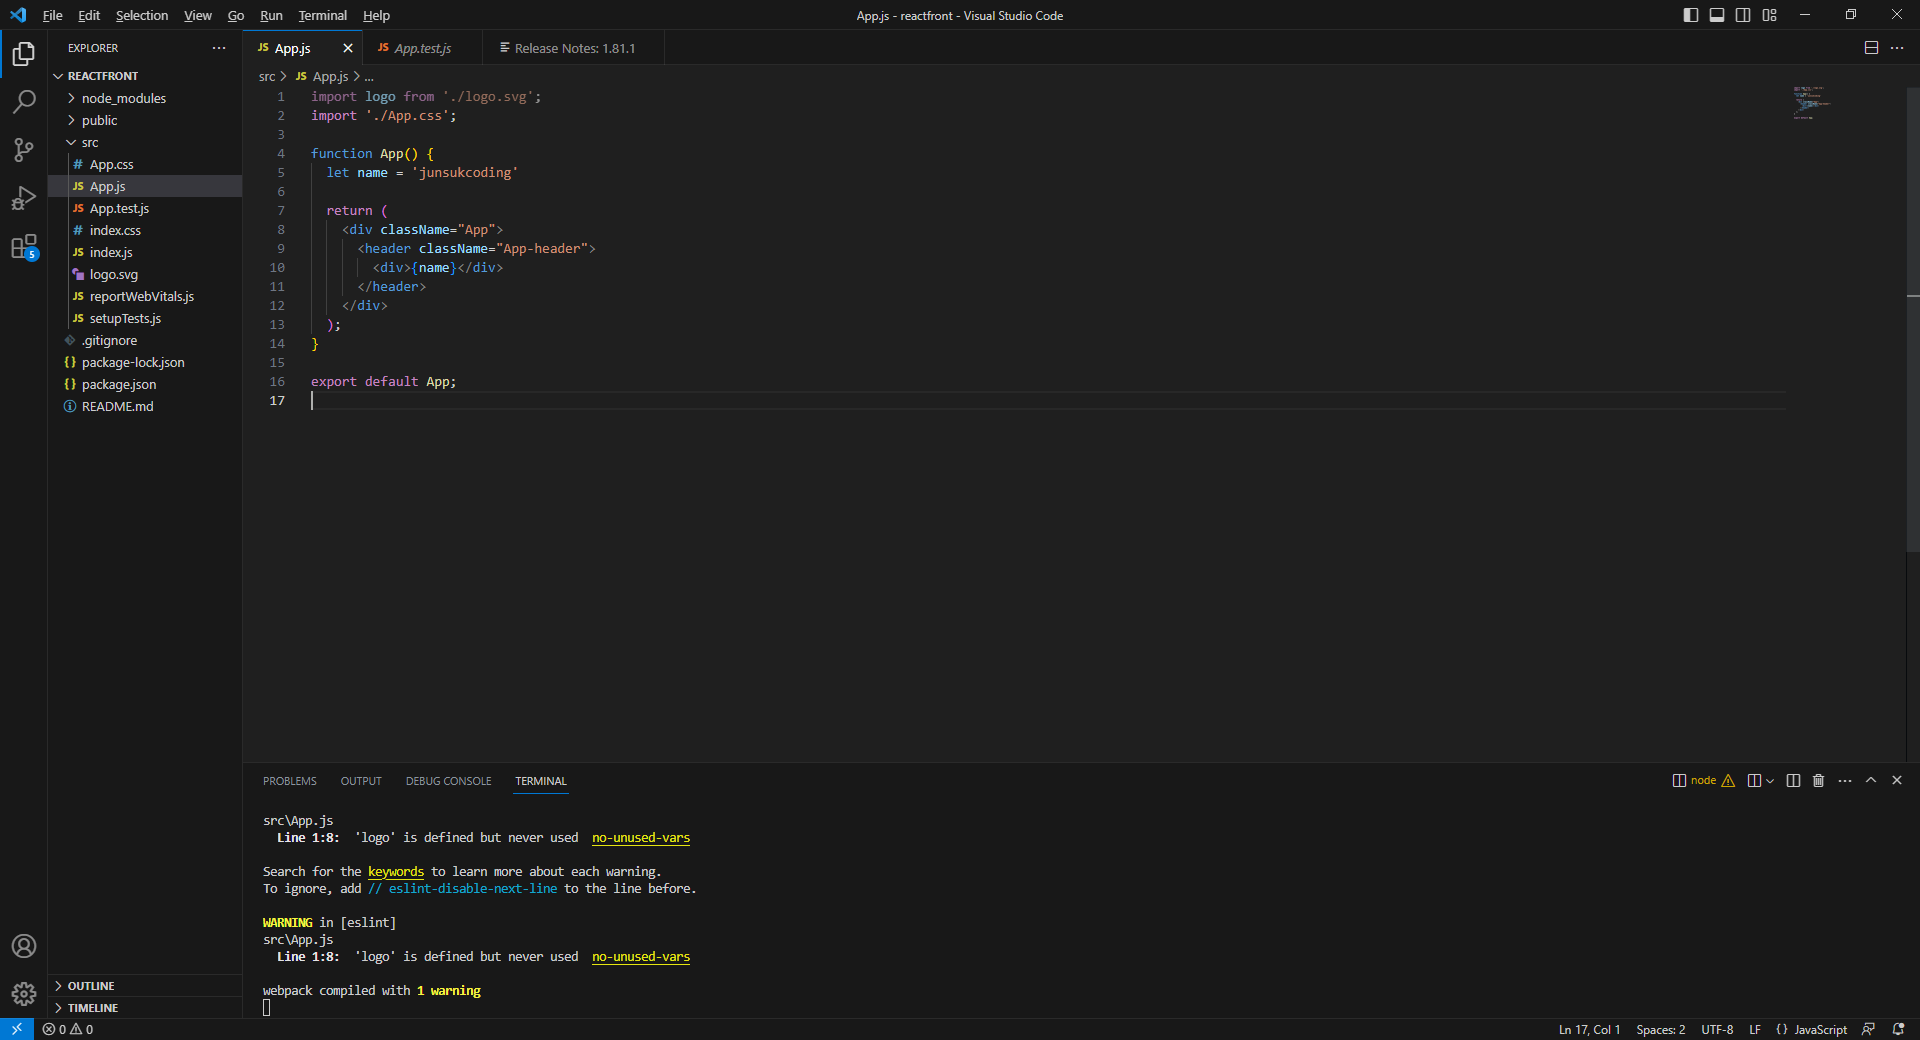 File Edit Selection View Go Run Terminal Help
App.js - reactfront - Visual Studio Code
EXPLORER
REACTFRONT
node_modules
public
src
# App.css
JS App.js
JS App.test.js
# index.css
JS index.js
logo.svg
JS reportWebVitals.js
JS setupTests.js
.gitignore
{} package-lock.json
{} package.json
README.md
5
OUTLINE
TIMELINE
JS App.js
JS App.test.js
Release Notes: 1.81.1
src > JS App.js > ...
1 import logo from './logo.svg';
2 import './App.css';
3
4 function App() {
5 let name = 'junsukcoding'
6
7 return (
8 <div className="App">
9 <header className="App-header">
10 <div>{name}</div>
11 </header>
12 </div>
13 );
14 }
15
16 export default App;
17
PROBLEMS OUTPUT DEBUG CONSOLE TERMINAL
node
src\App.js
Line 1:8: 'logo' is defined but never used no-unused-vars
Search for the keywords to learn more about each warning.
To ignore, add // eslint-disable-next-line to the line before.
WARNING in [eslint]
src\App.js
Line 1:8: 'logo' is defined but never used no-unused-vars
webpack compiled with 1 warning
0 0
Ln 17, Col 1 Spaces: 2 UTF-8 LF {} JavaScript